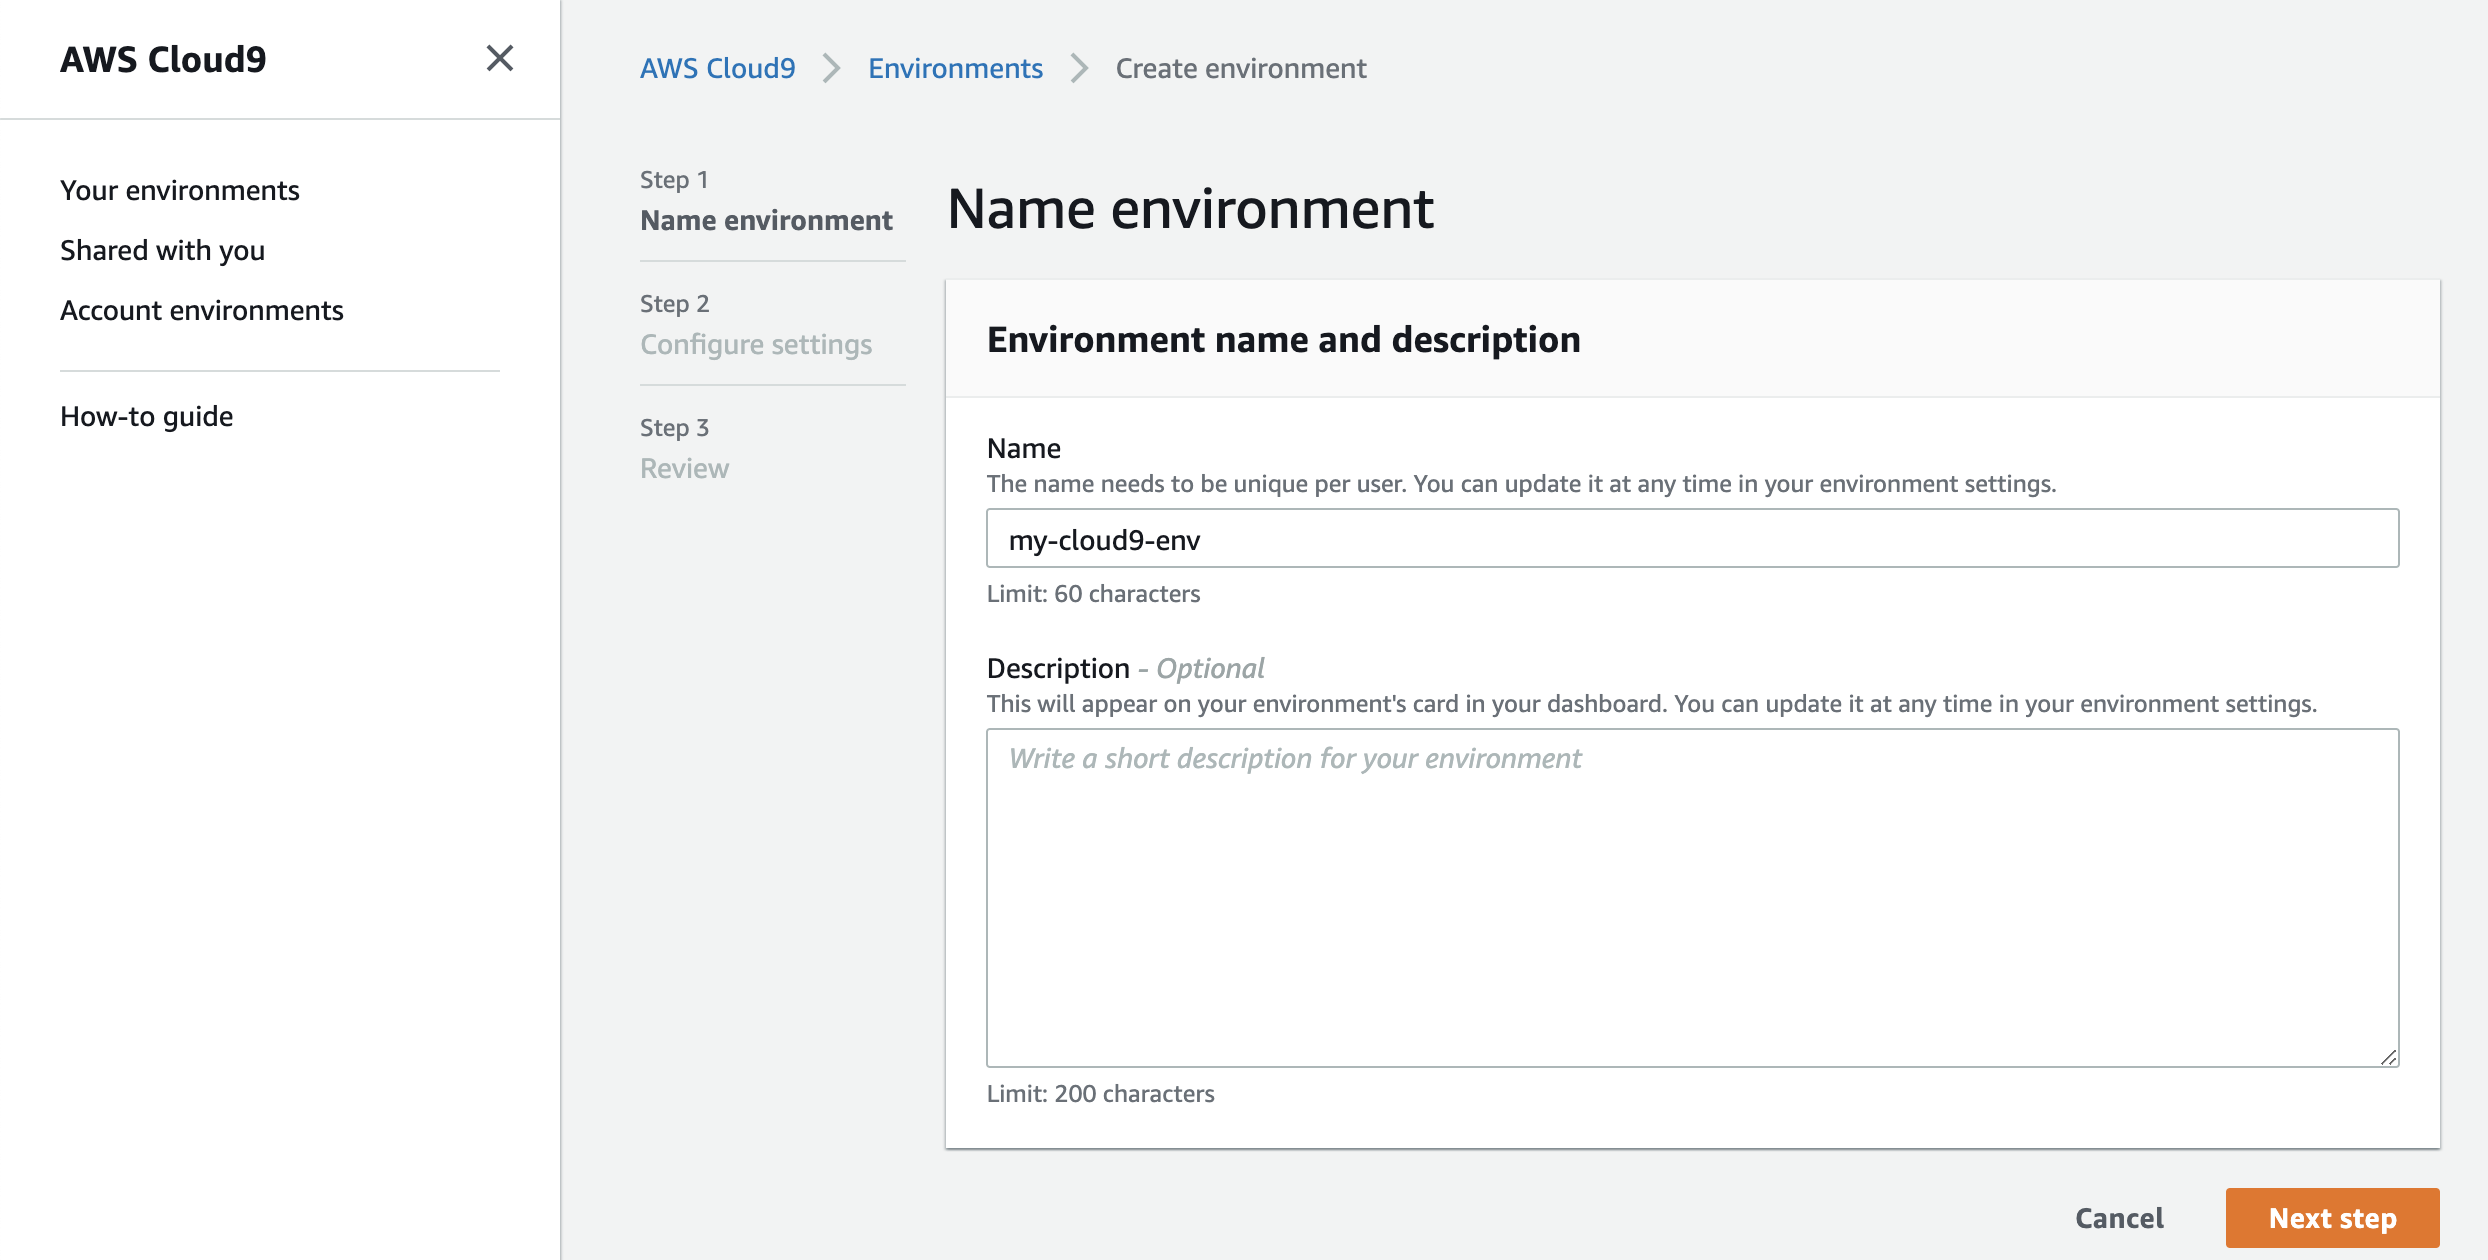 AWS Cloud9
Your environments
Shared with you
Account environments
How-to guide
AWS Cloud9 > Environments > Create environment
Step 1
Name environment
Step 2
Configure settings
Step 3
Review
Name environment
Environment name and description
Name
The name needs to be unique per user. You can update it at any time in your environment settings.
my-cloud9-env
Limit: 60 characters
Description - Optional
This will appear on your environment's card in your dashboard. You can update it at any time in your environment settings.
Write a short description for your environment
Limit: 200 characters
Cancel Next step